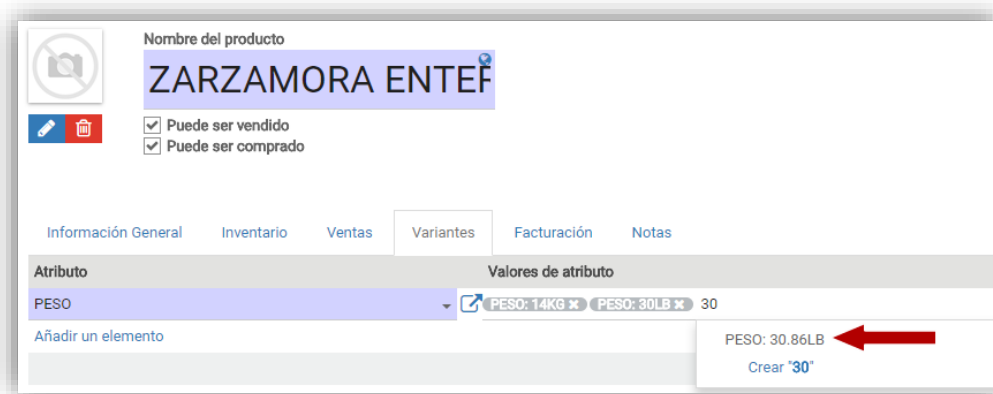 Nombre del producto
ZARZAMORA ENTER
Puede ser vendido
Puede ser comprado
Información General Inventario Ventas Variantes Facturación Notas
Atributo Valores de atributo
PESO PESO: 14KG × PESO: 30LB × 30
Añadir un elemento PESO: 30.86LB
Crear "30"